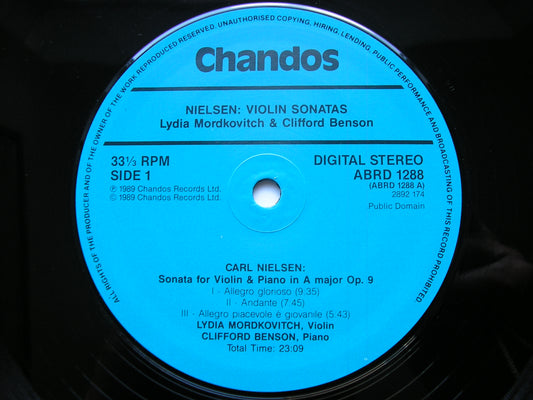 ALL RIGHTS OF THE PRODUCER AND OF THE OWNER OF THE WORK REPRODUCED RESERVED. UNAUTHORISED COPYING, HIRING, LENDING, PUBLIC PERFORMANCE AND BROADCASTING OF THIS RECORD PROHIBITED
Chandos
NIELSEN: VIOLIN SONATAS
Lydia Mordkovitch & Clifford Benson
33⅓ RPM
SIDE 1
℗ 1989 Chandos Records Ltd.
© 1989 Chandos Records Ltd.
DIGITAL STEREO
ABRD 1288
(ABRD 1288 A)
2892 174
Public Domain
CARL NIELSEN:
Sonata for Violin & Piano in A major Op. 9
I - Allegro glorioso (9:35)
II - Andante (7:45)
III - Allegro piacevole è giovanile (5 43)
LYDIA MORDKOVITCH, Violin
CLIFFORD BENSON, Piano
Total Time: 23:09